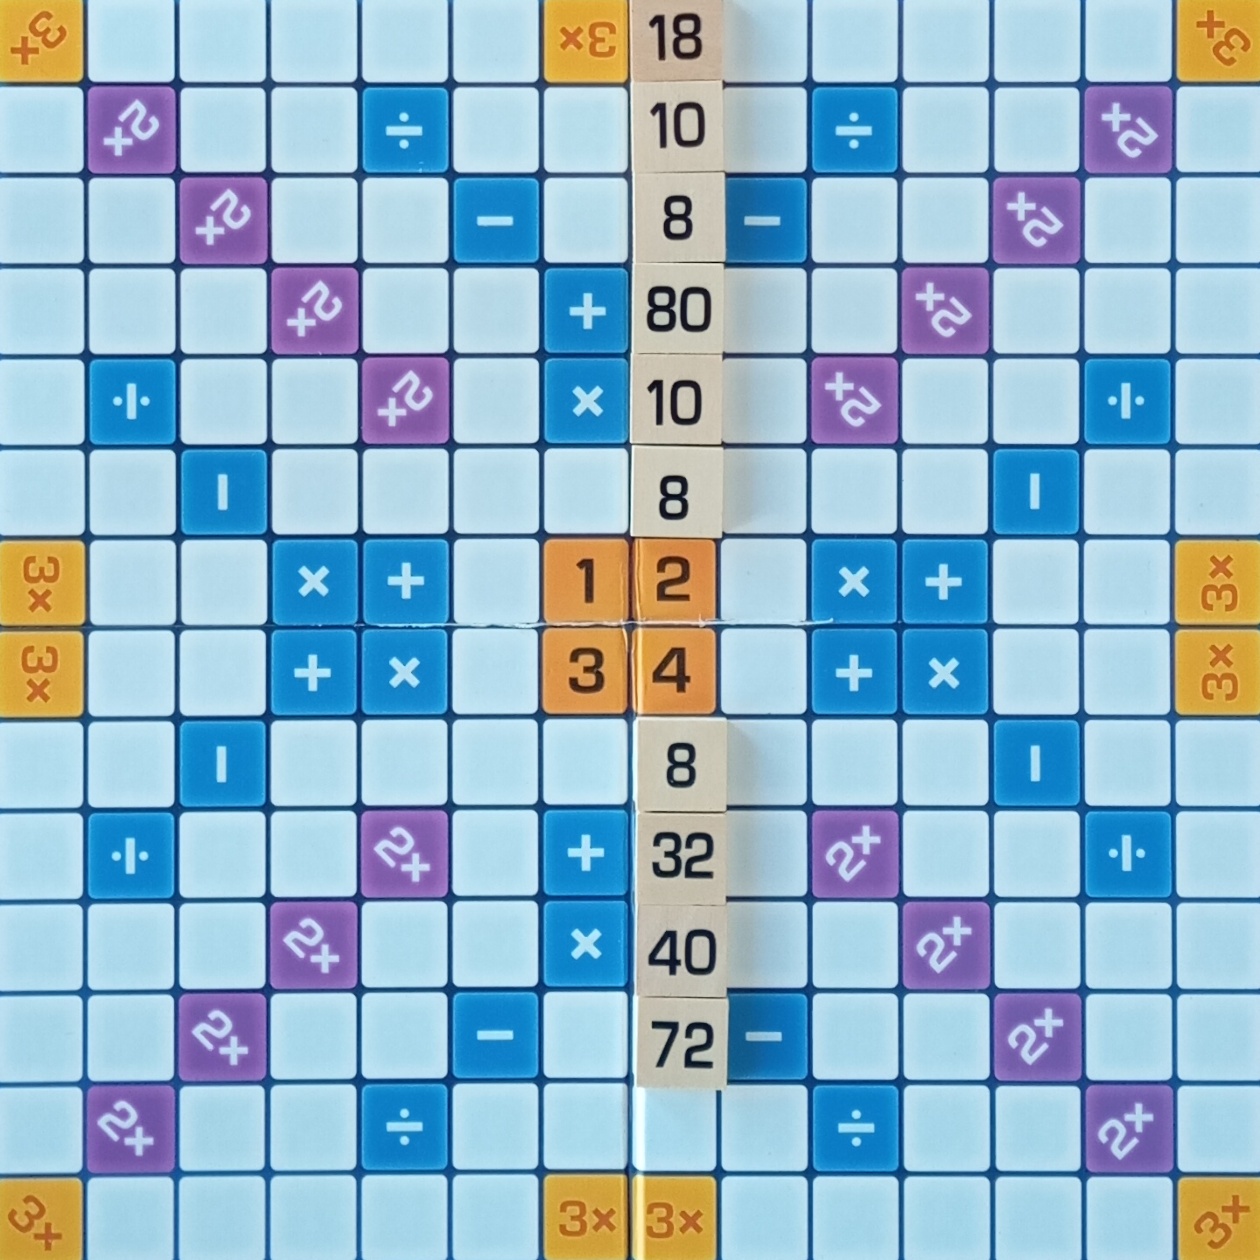 3× 3× 18 3×
2× ÷ 10 ÷ 2×
2× − 8 − 2×
2× + 80 2×
÷ 2× × 10 2× ÷
− 8 −
3× × + 1 2 × + 3×
3× + × 3 4 + × 3×
− 8 −
÷ 2× + 32 2× ÷
2× × 40 2×
2× − 72 − 2×
2× ÷ ÷ 2×
3× 3× 3× 3×